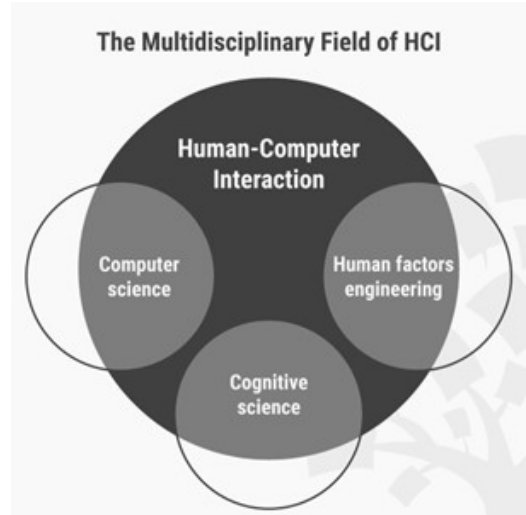 The Multidisciplinary Field of HCI
Human-Computer
Interaction
Computer
science
Human factors
engineering
Cognitive
science